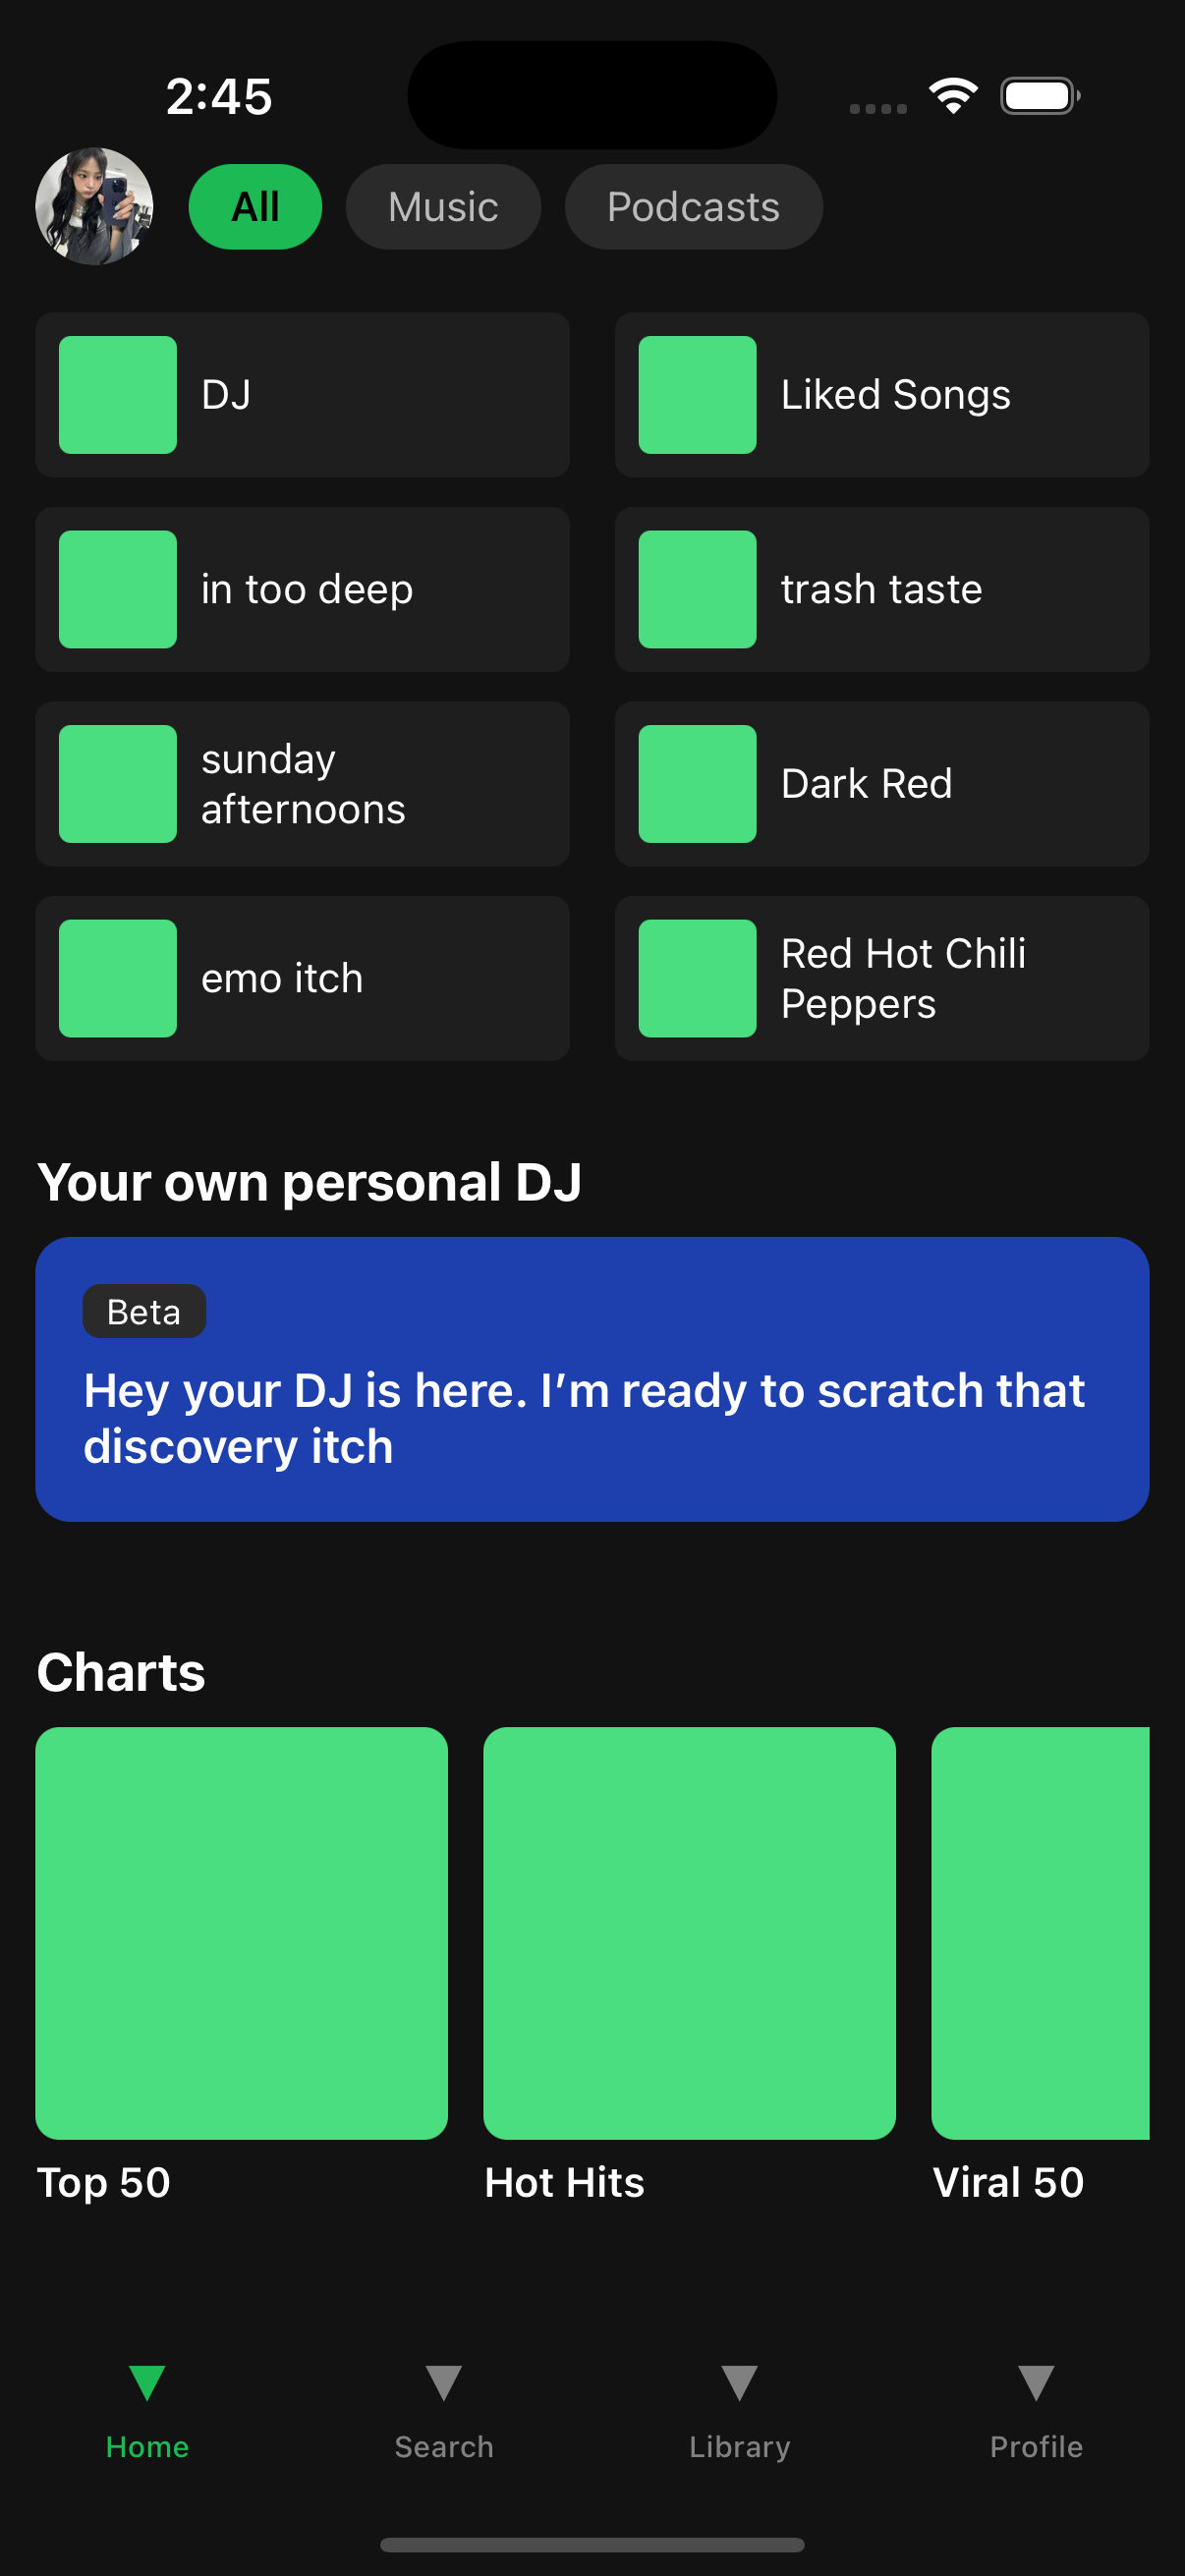 2:45
All
Music
Podcasts
DJ
Liked Songs
in too deep
trash taste
sunday
afternoons
Dark Red
emo itch
Red Hot Chili
Peppers
Your own personal DJ
Beta
Hey your DJ is here. I’m ready to scratch that
discovery itch
Charts
Top 50
Hot Hits
Viral 50
Home
Search
Library
Profile